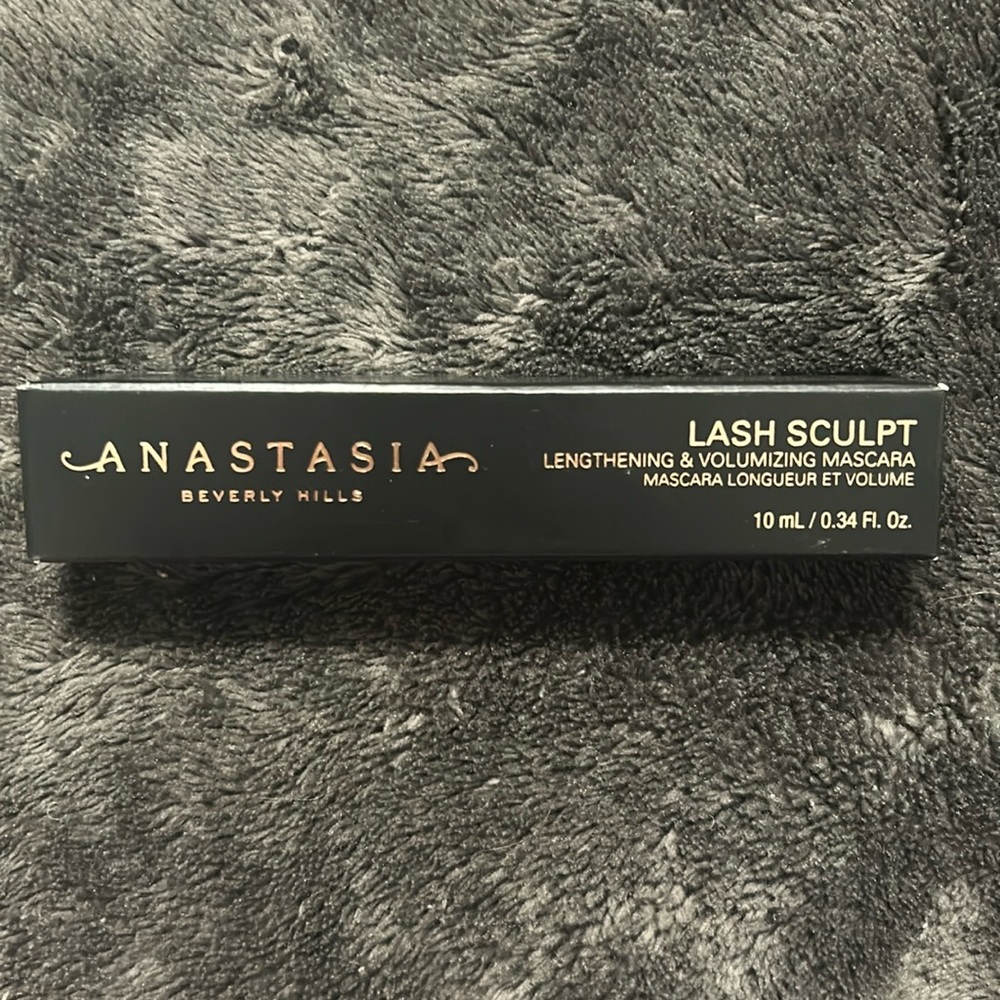 ANASTASIA
BEVERLY HILLS
LASH SCULPT
LENGTHENING & VOLUMIZING MASCARA
MASCARA LONGUEUR ET VOLUME
10 mL / 0.34 Fl. Oz.